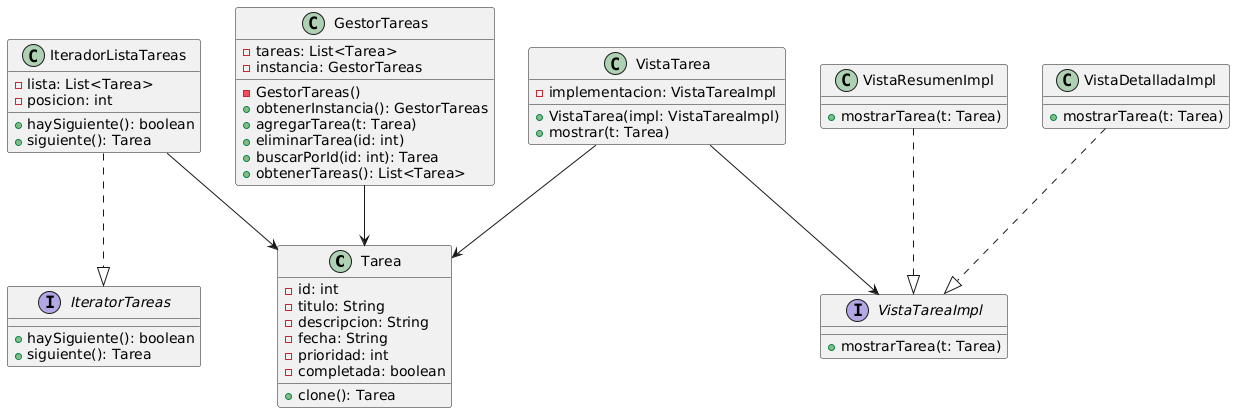 IteradorListaTareas
lista: List<Tarea>
posicion: int
haySiguiente(): boolean
siguiente(): Tarea
GestorTareas
tareas: List<Tarea>
instancia: GestorTareas
GestorTareas()
obtenerInstancia(): GestorTareas
agregarTarea(t: Tarea)
eliminarTarea(id: int)
buscarPorId(id: int): Tarea
obtenerTareas(): List<Tarea>
VistaTarea
implementacion: VistaTareaImpl
VistaTarea(impl: VistaTareaImpl)
mostrar(t: Tarea)
VistaResumenImpl
mostrarTarea(t: Tarea)
VistaDetalladaImpl
mostrarTarea(t: Tarea)
IteratorTareas
haySiguiente(): boolean
siguiente(): Tarea
Tarea
id: int
titulo: String
descripcion: String
fecha: String
prioridad: int
completada: boolean
clone(): Tarea
VistaTareaImpl
mostrarTarea(t: Tarea)